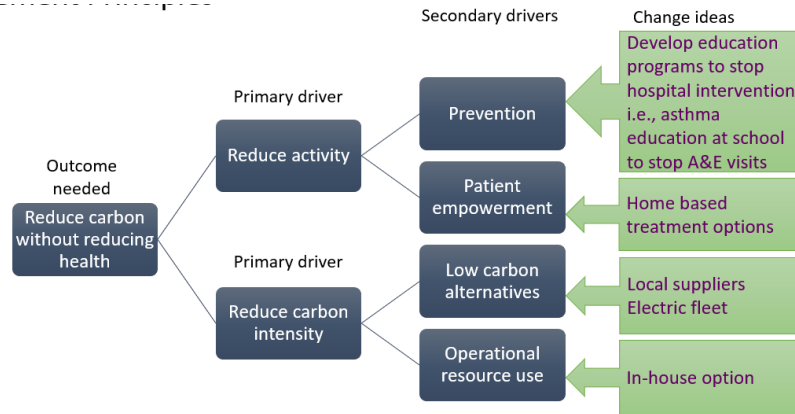 Secondary drivers
Change ideas
Develop education
programs to stop
hospital intervention
i.e., asthma
education at school
to stop A&E visits
Primary driver
Prevention
Reduce activity
Outcome
needed
Patient
empowerment
Home based
treatment options
Reduce carbon
without reducing
health
Primary driver
Low carbon
alternatives
Local suppliers
Electric fleet
Reduce carbon
intensity
Operational
resource use
In-house option